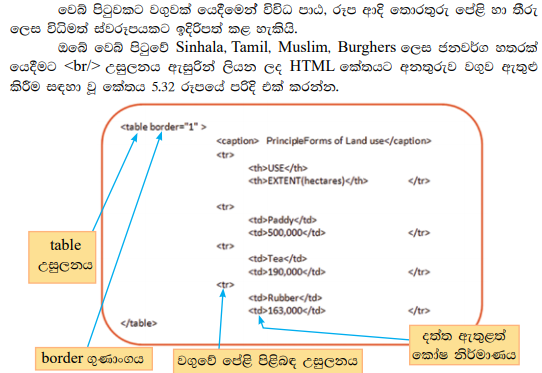 වෙබ් පිටුවකට වගුවක් යෙදීමෙන් විවිධ පාඨ, රූප ආදි තොරතුරු පේළි හා තීරු
ලෙස විධිමත් ස්වරූපයකට ඉදිරිපත් කළ හැකියි.
ඔබේ වෙබ් පිටුවේ Sinhala, Tamil, Muslim, Burghers ලෙස ජනවර්ග හතරක්
යෙදීමට <br/> උසුලනය ඇසුරින් ලියන ලද HTML කේතයට අනතුරුව වගුව ඇතුළු
කිරීම සඳහා වූ කේතය 5.32 රූපයේ පරිදි එක් කරන්න.
<table border="1" >
<caption> PrincipleForms of Land use</caption>
<tr>
<th>USE</th>
<th>EXTENT(hectares)</th> </tr>
<tr>
<td>Paddy</td>
<td>500,000</td> </tr>
<tr>
<td>Tea</td>
<td>190,000</td> </tr>
<tr>
<td>Rubber</td>
<td>163,000</td> </tr>
</table>
table
උසුලනය
border ගුණාංගය
වගුවේ පේළි පිළිබඳ උසුලනය
දත්ත ඇතුළත්
කෝෂ නිර්මාණය